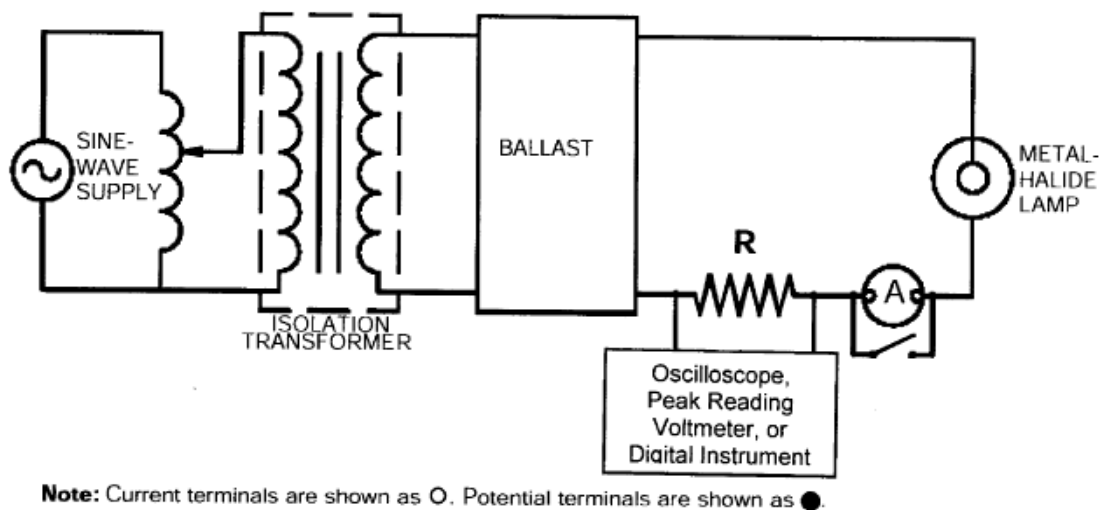 SINE-
WAVE
SUPPLY
ISOLATION
TRANSFORMER
BALLAST
R
A
METAL-
HALIDE
LAMP
Oscilloscope,
Peak Reading
Voltmeter, or
Digital Instrument
Note: Current terminals are shown as O. Potential terminals are shown as ●.